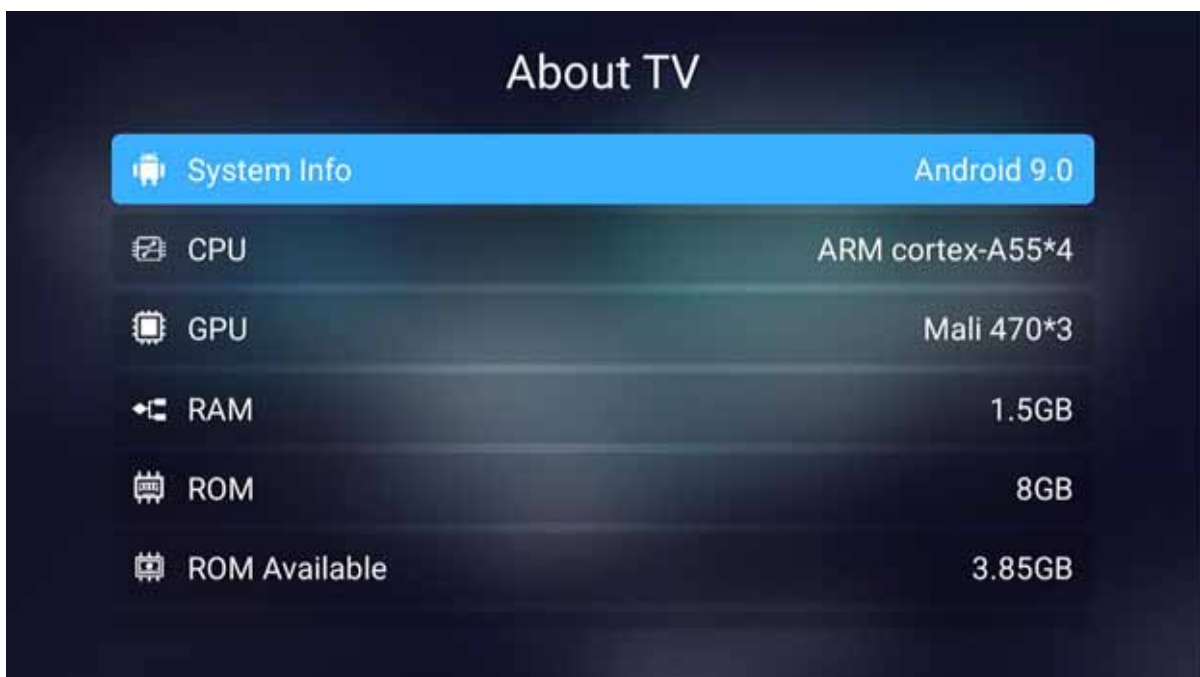 About TV
System Info Android 9.0
CPU ARM cortex-A55*4
GPU Mali 470*3
RAM 1.5GB
ROM 8GB
ROM Available 3.85GB